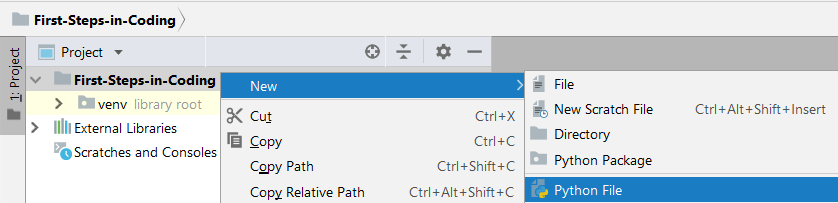 First-Steps-in-Coding
1: Project
Project
First-Steps-in-Coding
venv library root
External Libraries
Scratches and Consoles
New
Cut Ctrl+X
Copy Ctrl+C
Copy Path Ctrl+Shift+C
Copy Relative Path Ctrl+Alt+Shift+C
File
New Scratch File Ctrl+Alt+Shift+Insert
Directory
Python Package
Python File